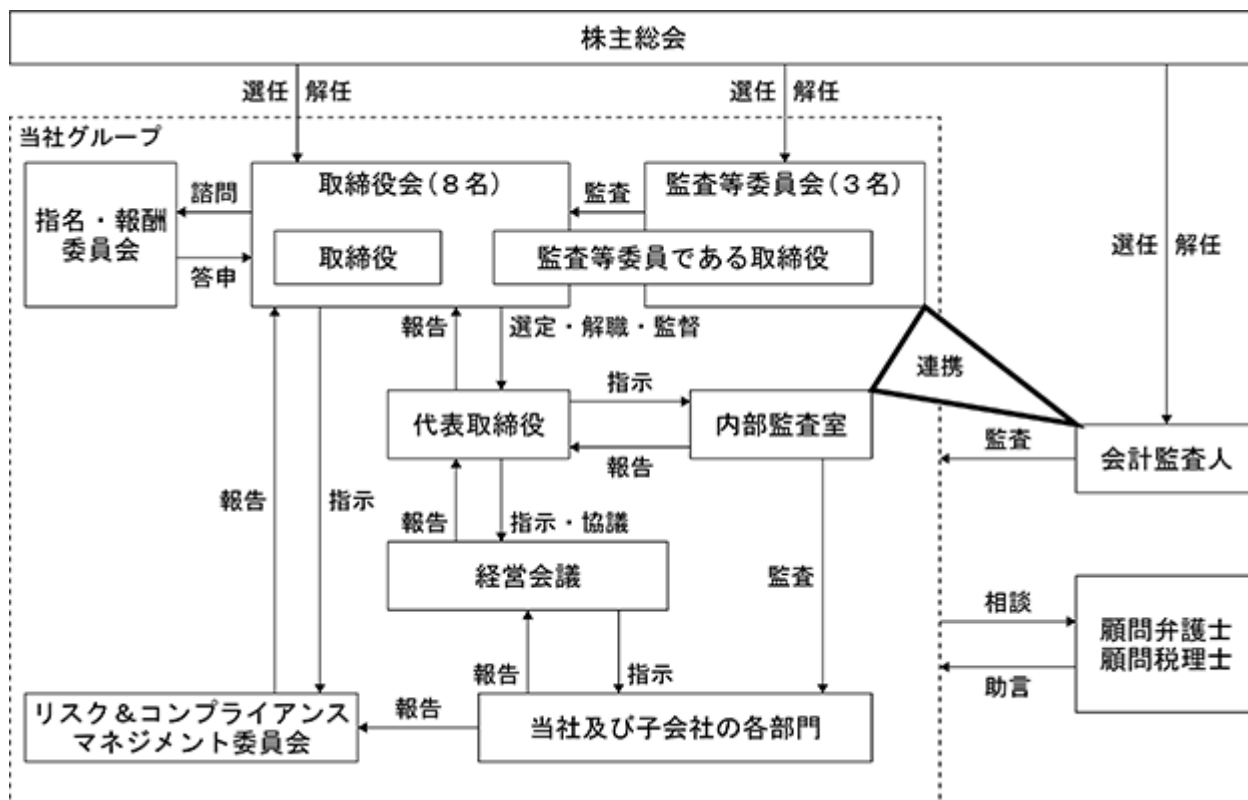 株主総会
選任 解任
選任 解任
選任 解任
当社グループ
指名・報酬
委員会
諮問
答申
取締役会(8名)
取締役
監査
監査等委員会(3名)
監査等委員である取締役
報告
選定・解職・監督
連携
代表取締役
指示
報告
内部監査室
監査
会計監査人
報告
指示
報告
指示・協議
経営会議
監査
相談
助言
顧問弁護士
顧問税理士
報告
指示
リスク&コンプライアンス
マネジメント委員会
報告
当社及び子会社の各部門